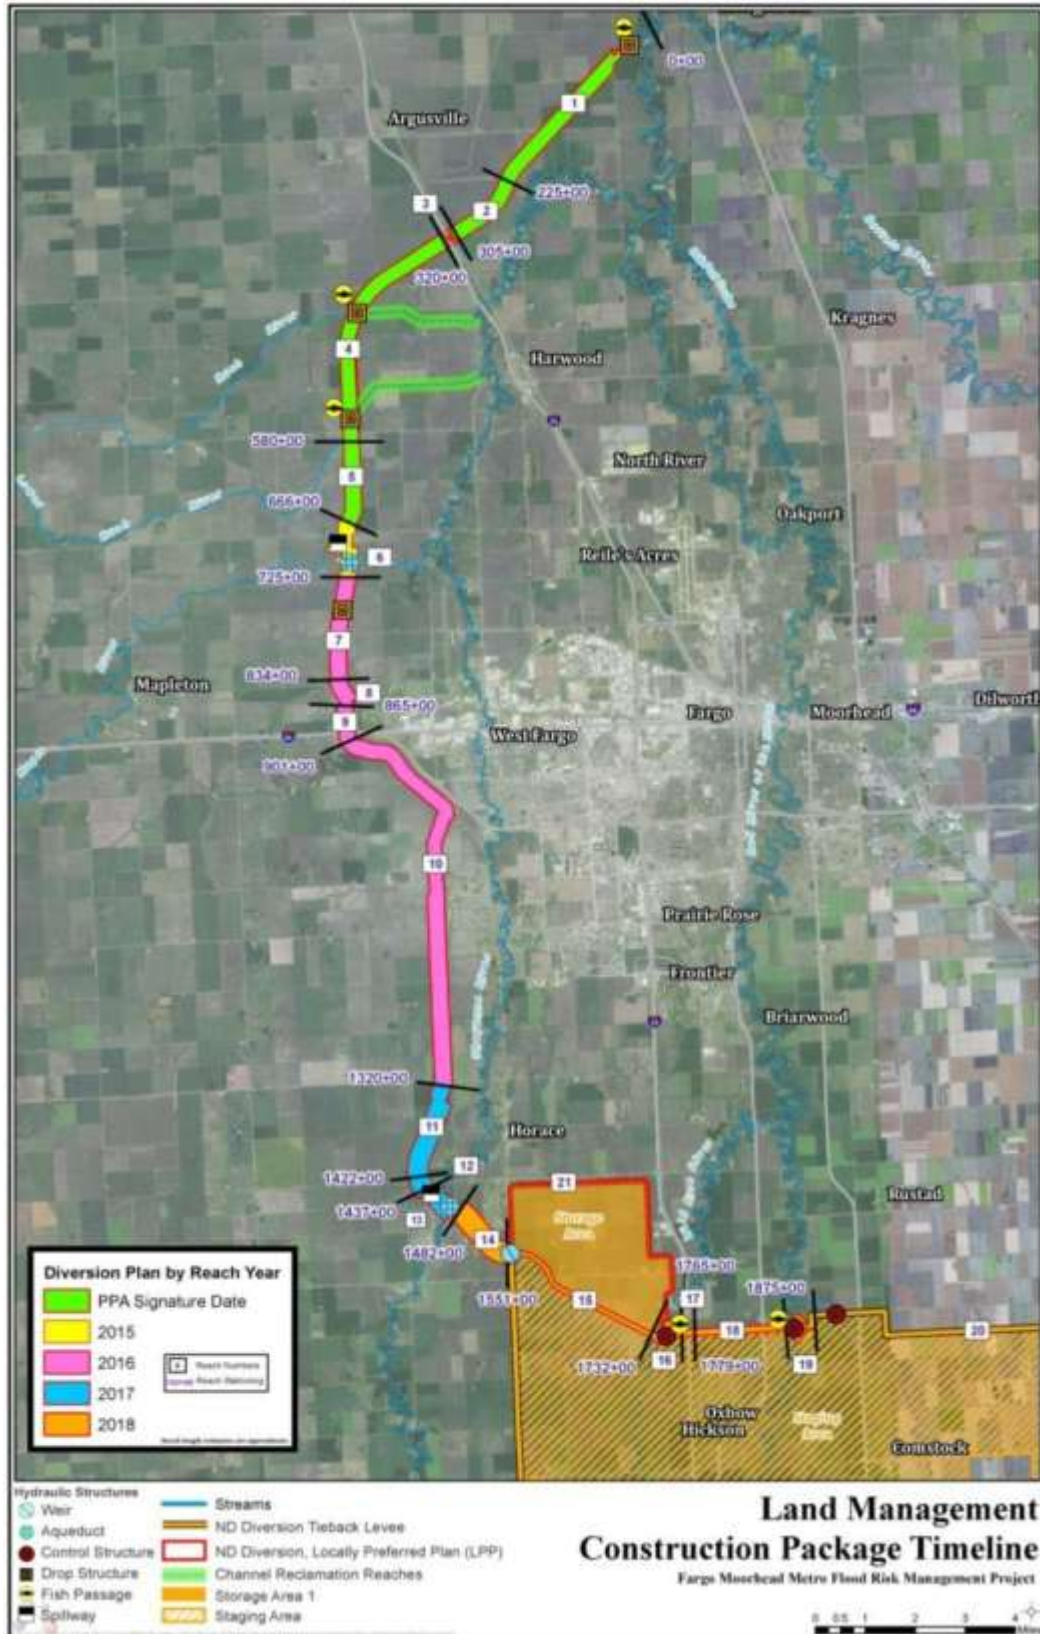 0+00
Argusville
1
225+00
3
2
305+00
320+00
Kragnes
4
Harwood
580+00
North River
5
666+00
Oakport
Reile's Acres
6
725+00
7
834+00
Mapleton
8
865+00
Fargo
Moorhead
Dilworth
9
West Fargo
901+00
10
Prairie Rose
Frontier
Briarwood
1320+00
11
Horace
12
1422+00
21
Rustad
1437+00
13
Storage
Area
14
1482+00
1765+00
1875+00
17
1551+00
15
18
20
1732+00
16
1779+00
19
Oxbow
Hickson
Staging
Area
Comstock
Diversion Plan by Reach Year
PPA Signature Date
2015
2016
Reach Numbers
Reach Stationing
2017
2018
Hydraulic Structures
Weir
Aqueduct
Control Structure
Drop Structure
Fish Passage
Spillway
Streams
ND Diversion Tieback Levee
ND Diversion, Locally Preferred Plan (LPP)
Channel Reclamation Reaches
Storage Area 1
Staging Area
Land Management
Construction Package Timeline
Fargo Moorhead Metro Flood Risk Management Project
0 0.5 1 2 3 4
Miles